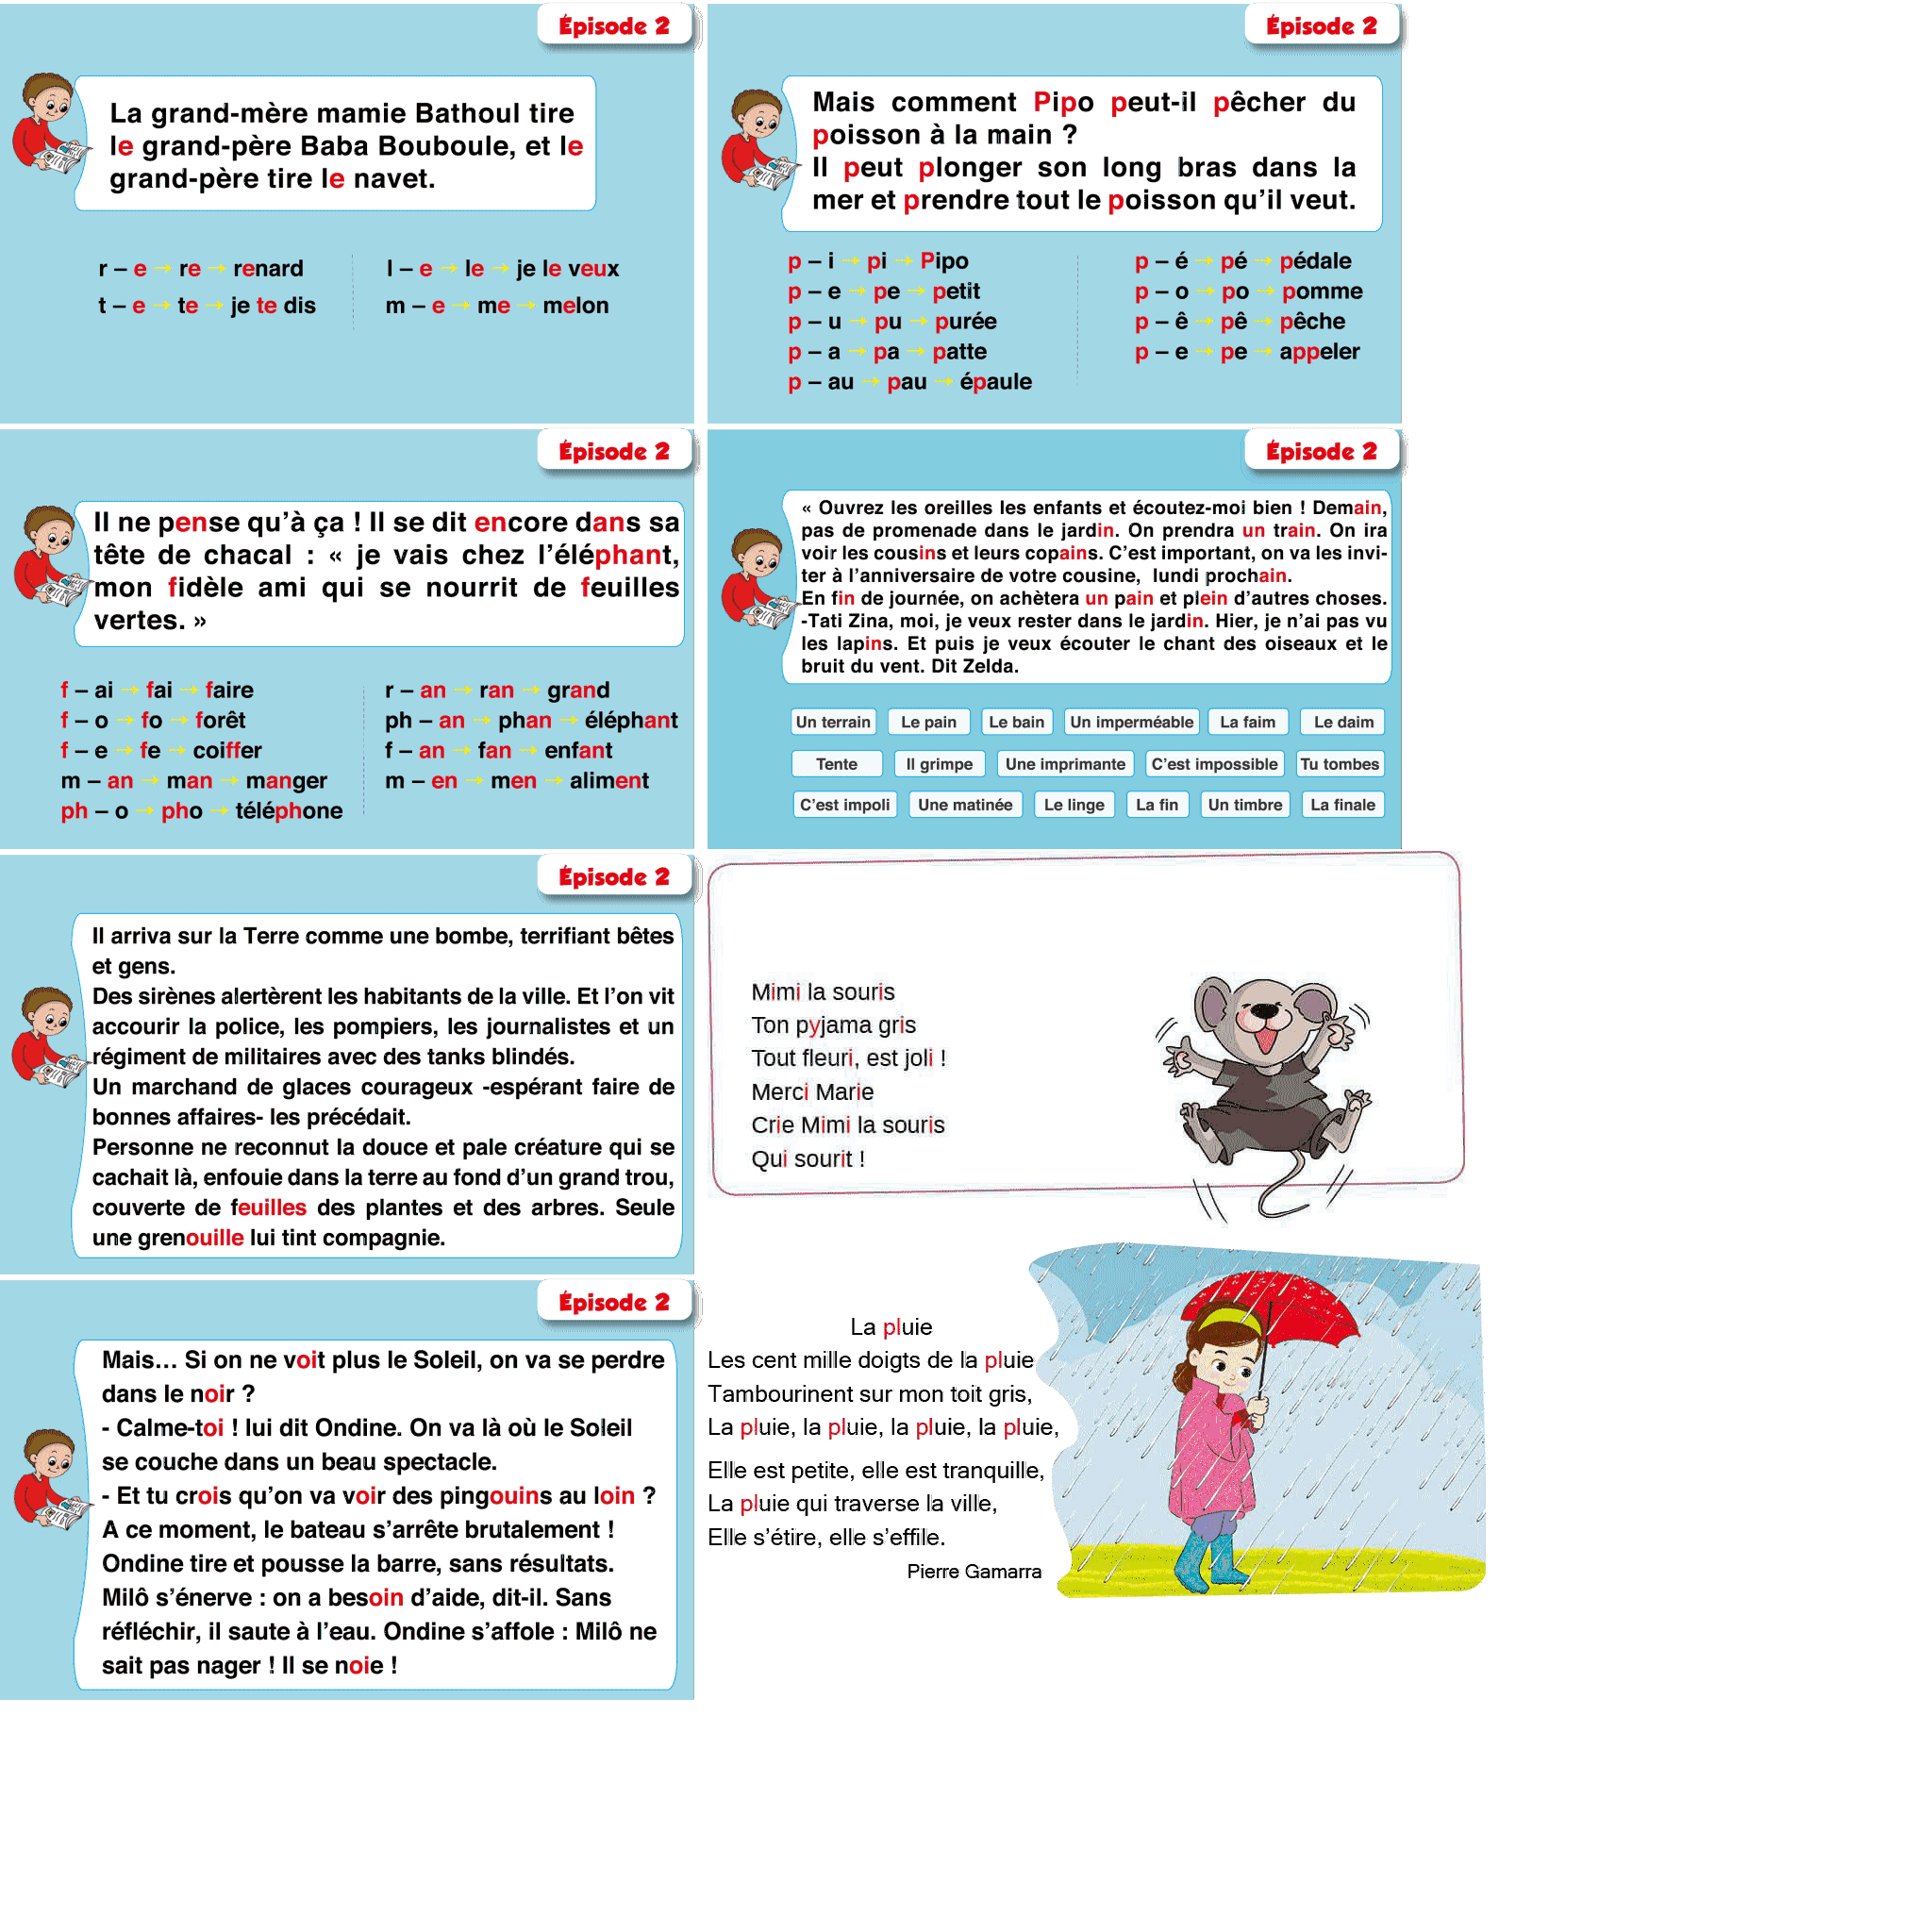 Épisode 2
La grand-mère mamie Bathoul tire
le grand-père Baba Bouboule, et le
grand-père tire le navet.
r – e → re → renard
t – e → te → je te dis
l – e → le → je le veux
m – e → me → melon
Épisode 2
Mais comment Pipo peut-il pêcher du
poisson à la main ?
Il peut plonger son long bras dans la
mer et prendre tout le poisson qu’il veut.
p – i → pi → Pipo
p – e → pe → petit
p – u → pu → purée
p – a → pa → patte
p – au → pau → épaule
p – é → pé → pédale
p – o → po → pomme
p – ê → pê → pêche
p – e → pe → appeler
Épisode 2
Il ne pense qu’à ça ! Il se dit encore dans sa
tête de chacal : « je vais chez l’éléphant,
mon fidèle ami qui se nourrit de feuilles
vertes. »
f – ai → fai → faire
f – o → fo → forêt
f – e → fe → coiffer
m – an → man → manger
ph – o → pho → téléphone
r – an → ran → grand
ph – an → phan → éléphant
f – an → fan → enfant
m – en → men → aliment
Épisode 2
« Ouvrez les oreilles les enfants et écoutez-moi bien ! Demain,
pas de promenade dans le jardin. On prendra un train. On ira
voir les cousins et leurs copains. C’est important, on va les invi-
ter à l’anniversaire de votre cousine, lundi prochain.
En fin de journée, on achètera un pain et plein d’autres choses.
-Tati Zina, moi, je veux rester dans le jardin. Hier, je n’ai pas vu
les lapins. Et puis je veux écouter le chant des oiseaux et le
bruit du vent. Dit Zelda.
Un terrain Le pain Le bain Un imperméable La faim Le daim
Tente Il grimpe Une imprimante C’est impossible Tu tombes
C’est impoli Une matinée Le linge La fin Un timbre La finale
Épisode 2
Il arriva sur la Terre comme une bombe, terrifiant bêtes
et gens.
Des sirènes alertèrent les habitants de la ville. Et l’on vit
accourir la police, les pompiers, les journalistes et un
régiment de militaires avec des tanks blindés.
Un marchand de glaces courageux -espérant faire de
bonnes affaires- les précédait.
Personne ne reconnut la douce et pale créature qui se
cachait là, enfouie dans la terre au fond d’un grand trou,
couverte de feuilles des plantes et des arbres. Seule
une grenouille lui tint compagnie.
Mimi la souris
Ton pyjama gris
Tout fleuri, est joli !
Merci Marie
Crie Mimi la souris
Qui sourit !
Épisode 2
Mais… Si on ne voit plus le Soleil, on va se perdre
dans le noir ?
- Calme-toi ! lui dit Ondine. On va là où le Soleil
se couche dans un beau spectacle.
- Et tu crois qu’on va voir des pingouins au loin ?
A ce moment, le bateau s’arrête brutalement !
Ondine tire et pousse la barre, sans résultats.
Milô s’énerve : on a besoin d’aide, dit-il. Sans
réfléchir, il saute à l’eau. Ondine s’affole : Milô ne
sait pas nager ! Il se noie !
La pluie
Les cent mille doigts de la pluie
Tambourinent sur mon toit gris,
La pluie, la pluie, la pluie, la pluie,
Elle est petite, elle est tranquille,
La pluie qui traverse la ville,
Elle s’étire, elle s’effile.
Pierre Gamarra